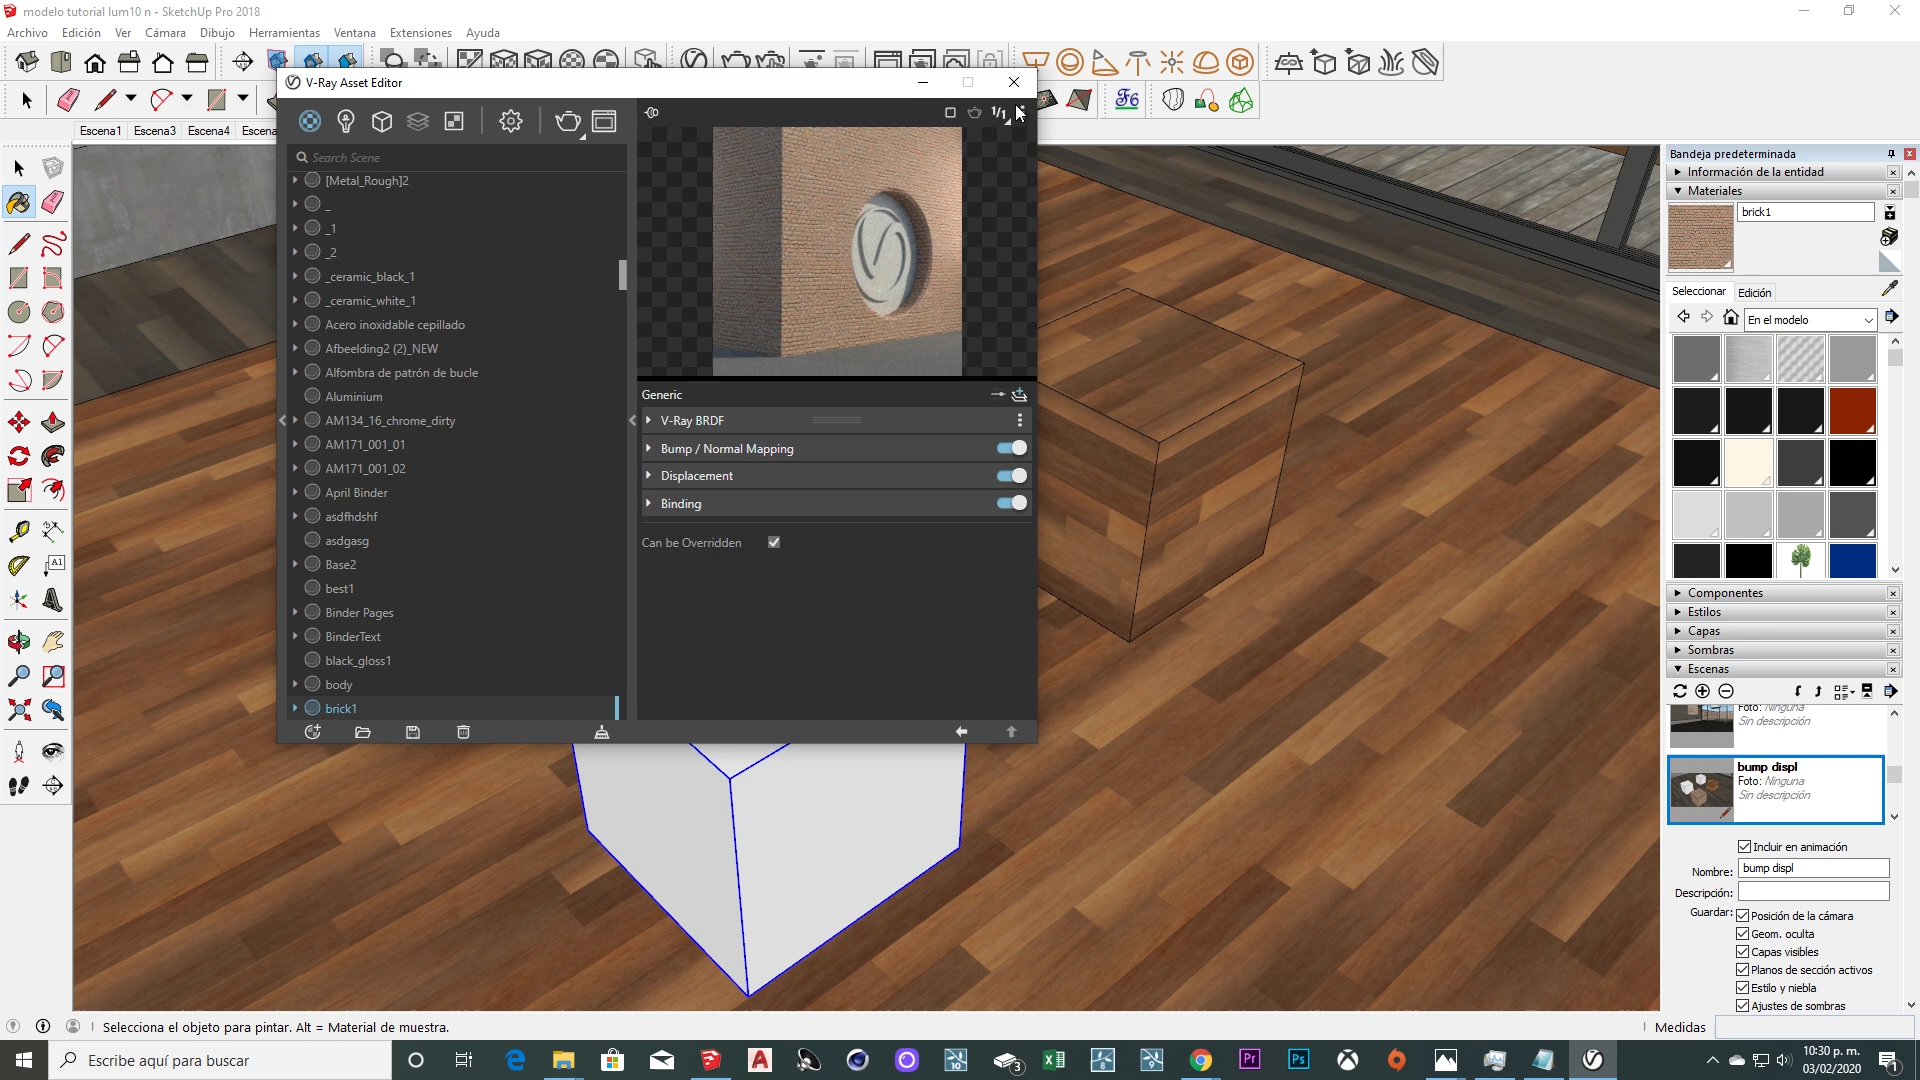 modelo tutorial lum10 n - SketchUp Pro 2018
Archivo Edición Ver Cámara Dibujo Herramientas Ventana Extensiones Ayuda
V-Ray Asset Editor
Escena1 Escena3 Escena4 Escena
1/1
F6
Search Scene
[Metal_Rough]2
_
_1
_2
_ceramic_black_1
_ceramic_white_1
Acero inoxidable cepillado
Afbeelding2 (2)_NEW
Alfombra de patrón de bucle
Aluminium
AM134_16_chrome_dirty
AM171_001_01
AM171_001_02
April Binder
asdfhdshf
asdgasg
Base2
best1
Binder Pages
BinderText
black_gloss1
body
brick1
Generic
V-Ray BRDF
Bump / Normal Mapping
Displacement
Binding
Can be Overridden
Bandeja predeterminada
Información de la entidad
Materiales
brick1
Seleccionar Edición
En el modelo
Componentes
Estilos
Capas
Sombras
Escenas
Foto: Ninguna
Sin descripción
bump displ
Foto: Ninguna
Sin descripción
Incluir en animación
Nombre: bump displ
Descripción:
Guardar: Posición de la cámara
Geom. oculta
Capas visibles
Planos de sección activos
Estilo y niebla
Ajustes de sombras
Selecciona el objeto para pintar. Alt = Material de muestra.
Medidas
Escribe aquí para buscar
10:30 p. m.
03/02/2020